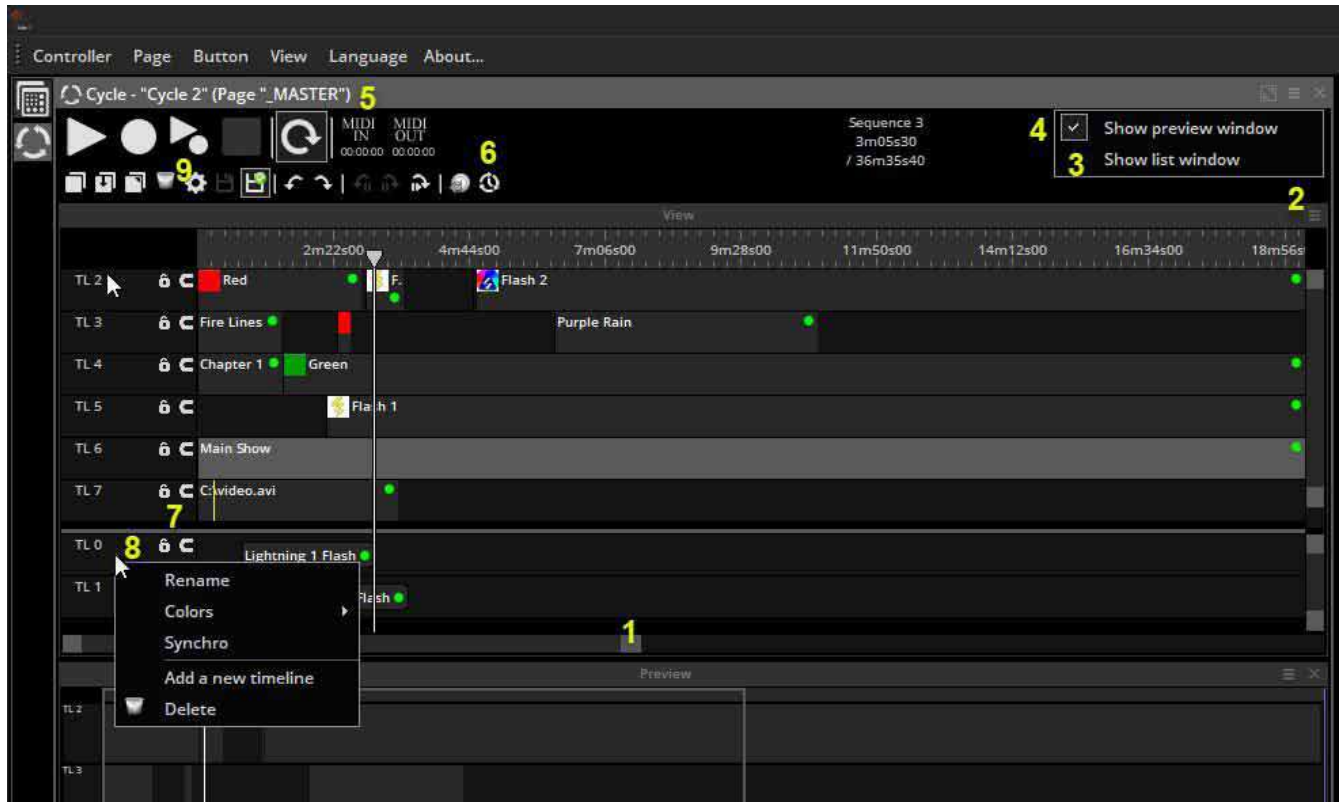 Controller Page Button View Language About...
Cycle - "Cycle 2" (Page "_MASTER") 5
MIDI IN 00:00:00 MIDI OUT 00:00:00
6
9
Sequence 3
3m05s30
/ 36m35s40
4 Show preview window
3 Show list window
2
View
2m22s00 4m44s00 7m06s00 9m28s00 11m50s00 14m12s00 16m34s00 18m56s
TL 2 Red F. Flash 2
TL 3 Fire Lines Purple Rain
TL 4 Chapter 1 Green
TL 5 Flash 1
TL 6 Main Show
TL 7 C:\video.avi
7
TL 0 8 Lightning 1 Flash
TL 1 Flash
Rename
Colors
Synchro
Add a new timeline
Delete
1
Preview
TL 2
TL 3